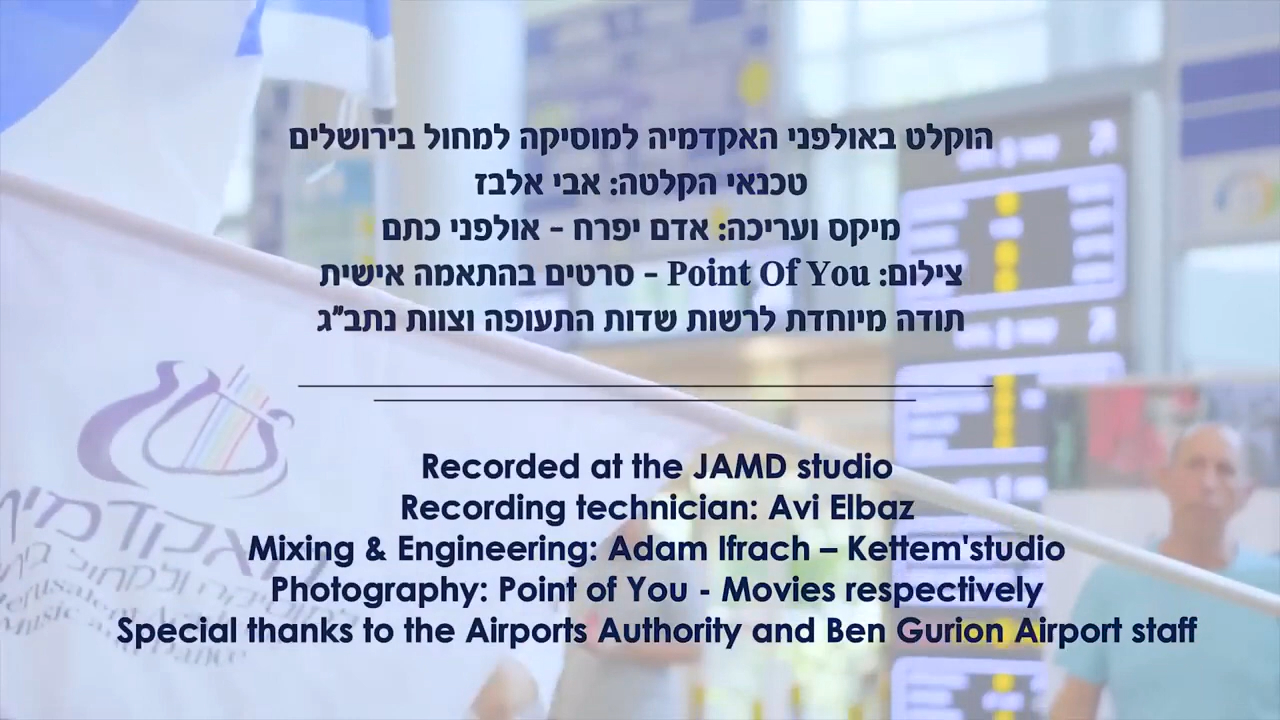 הוקלט באולפני האקדמיה למוסיקה למחול בירושלים
טכנאי הקלטה: אבי אלבז
מיקס ועריכה: אדם יפרח - אולפני כתם
צילום: Point Of You - סרטים בהתאמה אישית
תודה מיוחדת לרשות שדות התעופה וצוות נתב"ג
Recorded at the JAMD studio
Recording technician: Avi Elbaz
Mixing & Engineering: Adam Ifrach – Kettem'studio
Photography: Point of You - Movies respectively
Special thanks to the Airports Authority and Ben Gurion Airport staff